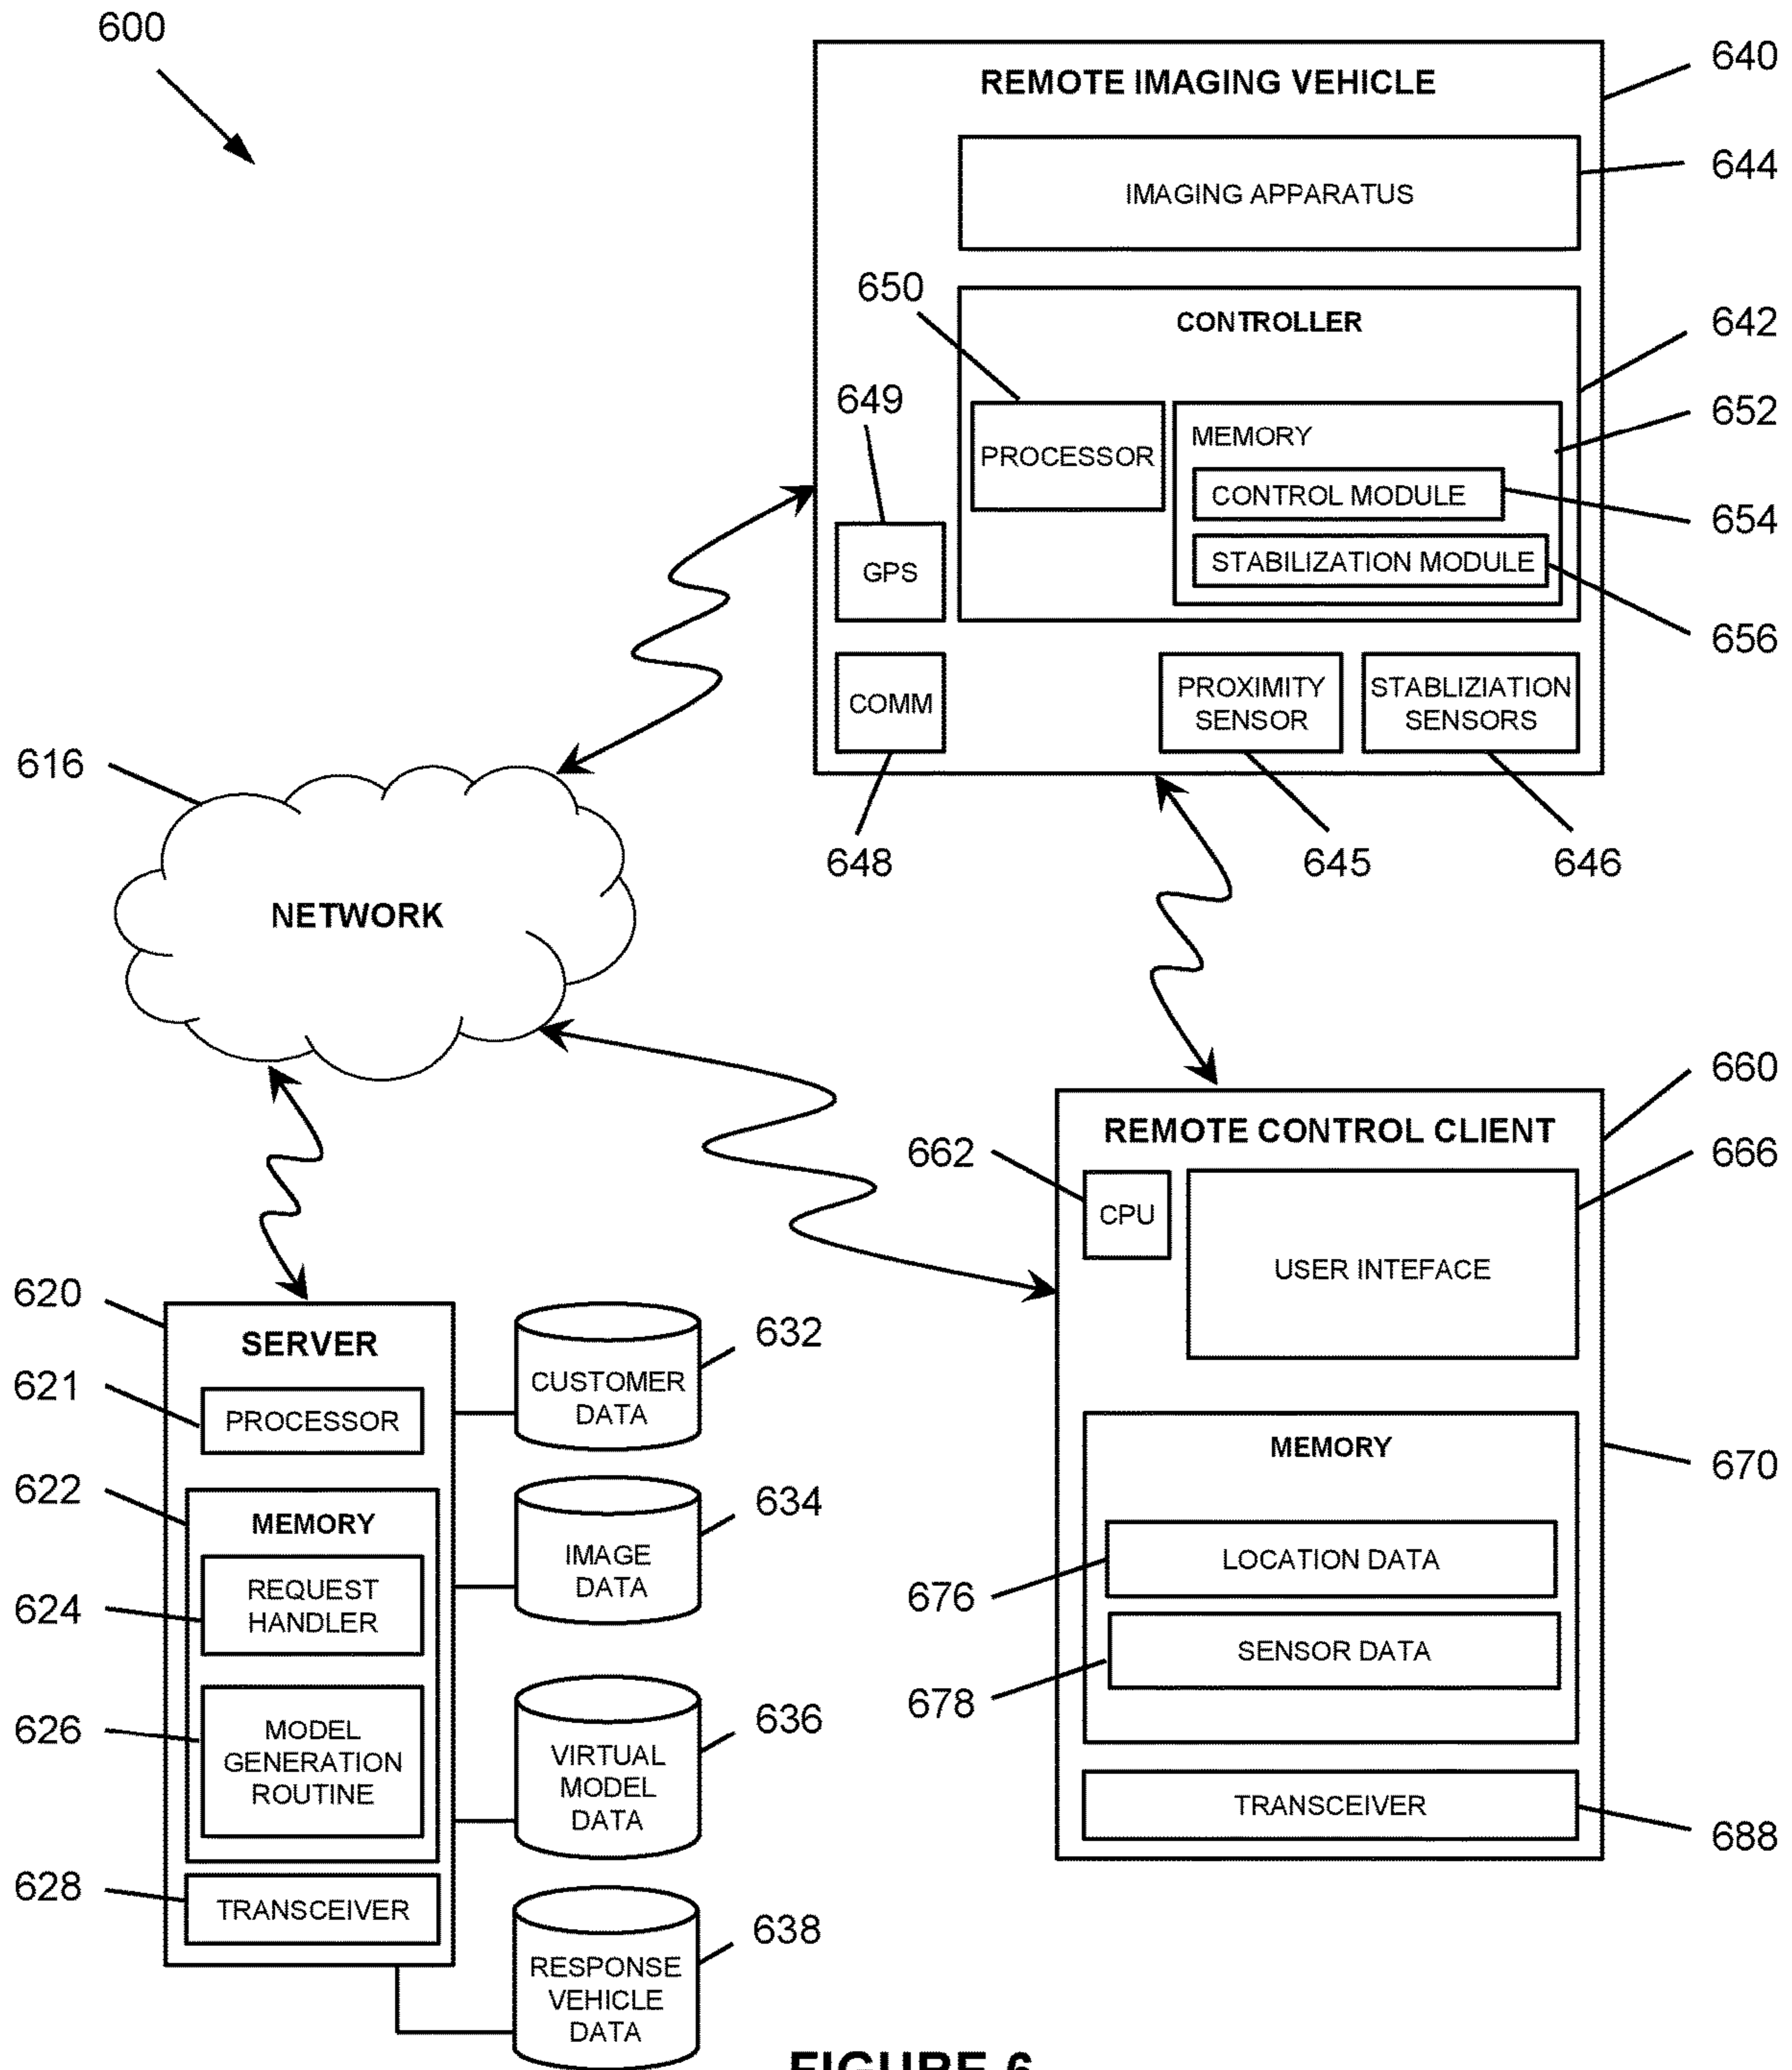 600
REMOTE IMAGING VEHICLE
640
IMAGING APPARATUS
644
650
CONTROLLER
642
649
PROCESSOR
MEMORY
652
CONTROL MODULE
654
STABILIZATION MODULE
656
GPS
COMM
PROXIMITY
SENSOR
STABLIZIATION
SENSORS
648
645
646
616
NETWORK
660
REMOTE CONTROL CLIENT
662
CPU
666
USER INTEFACE
MEMORY
670
LOCATION DATA
676
SENSOR DATA
678
TRANSCEIVER
688
620
SERVER
621
PROCESSOR
622
MEMORY
624
REQUEST
HANDLER
626
MODEL
GENERATION
ROUTINE
628
TRANSCEIVER
632
CUSTOMER
DATA
634
IMAGE
DATA
636
VIRTUAL
MODEL
DATA
638
RESPONSE
VEHICLE
DATA
FIGURE 6